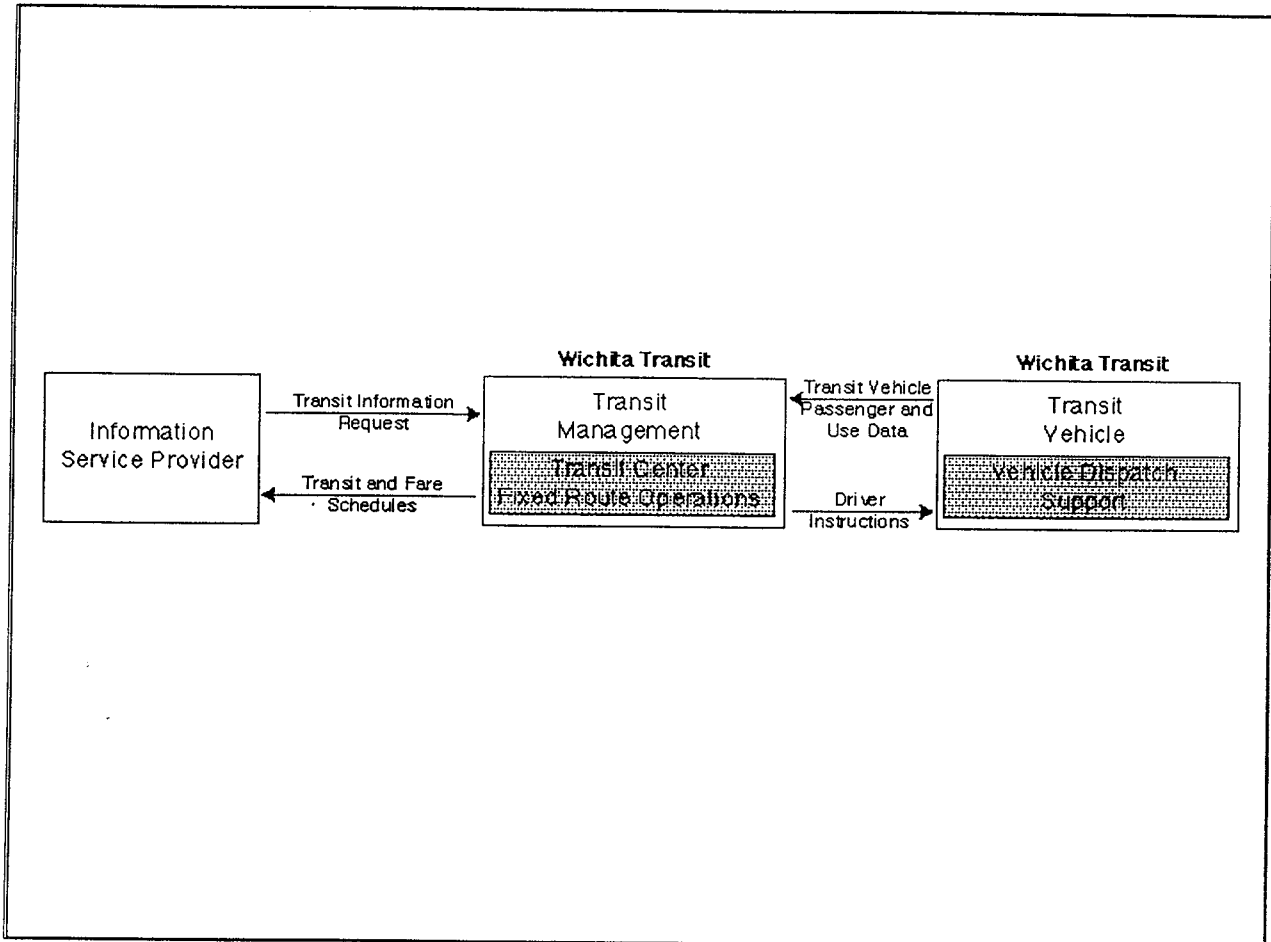 Information
Service Provider
Transit Information
Request
Transit and Fare
Schedules
Wichita Transit
Transit
Management
Transit Center
Fixed Route Operations
Transit Vehicle
Passenger and
Use Data
Driver
Instructions
Wichita Transit
Transit
Vehicle
Vehicle Dispatch
Support